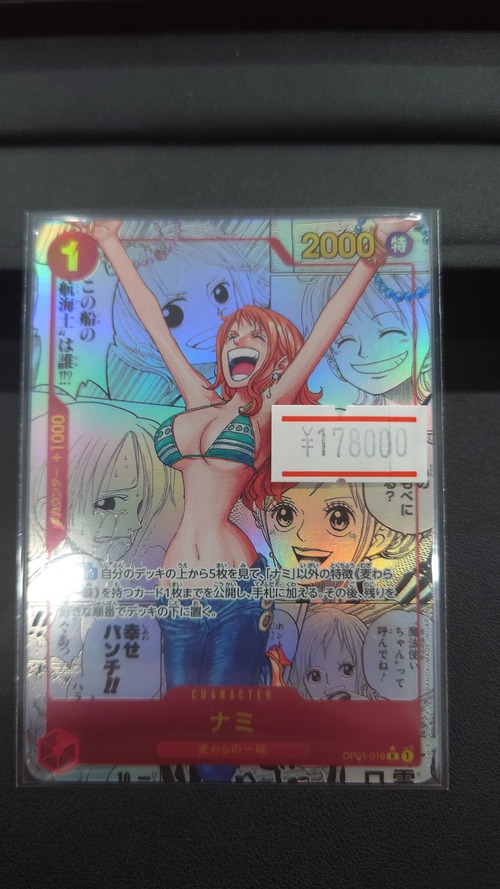 1
2000 特
この船の
“航海士”は誰!!?
カウンター+1000
¥178000
自分のデッキの上から5枚を見て、「ナミ」以外の特徴《麦わら
を持つカード1枚までを公開し、手札に加える。その後、残りを
な順番でデッキの下に置く。
幸せ
パンチ!!
魔法使い
ちゃん”って
呼んでね!
CHARACTER
ナミ
麦わらの一味
OP01-016 R 1